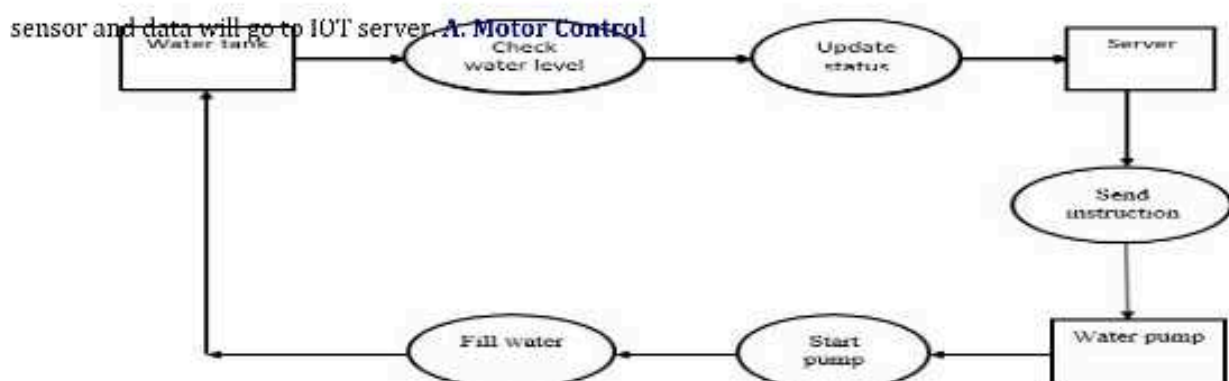 sensor and data will go to IOT server. A. Motor Control
Water tank
Check
water level
Update
status
Server
Send
instruction
Water pump
Start
pump
Fill water